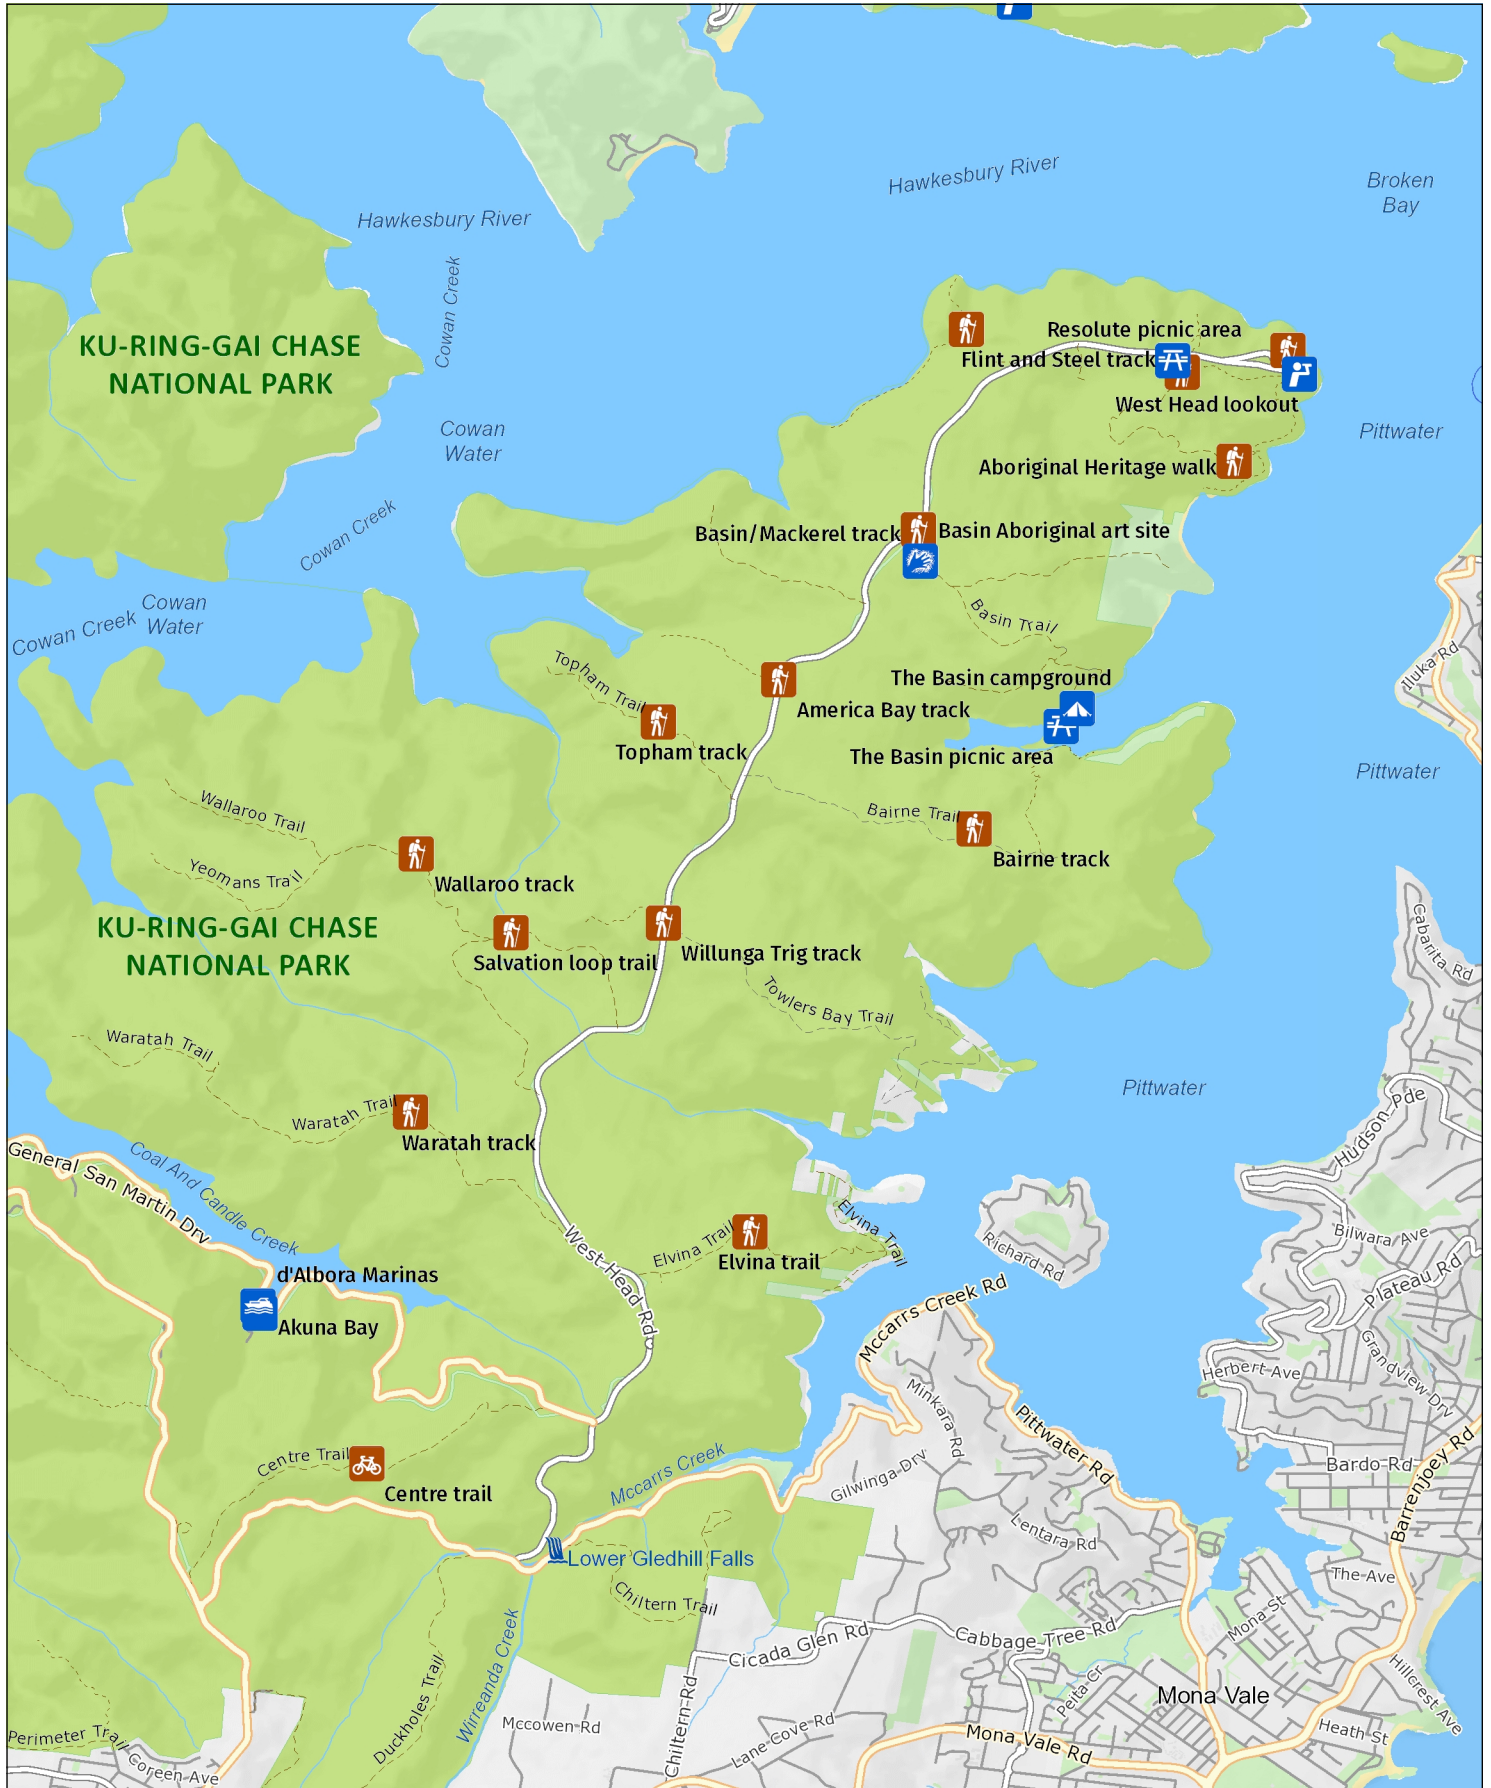 Hawkesbury River
Broken
Bay
Hawkesbury River
Cowan Creek
KU-RING-GAI CHASE
NATIONAL PARK
Resolute picnic area
Flint and Steel track
West Head lookout
Cowan
Water
Pittwater
Aboriginal Heritage walk
Cowan Creek
Basin/Mackerel track
Basin Aboriginal art site
Cowan Creek
Cowan
Water
Basin Trail
Iluka Rd
Topham Trail
The Basin campground
America Bay track
Topham track
The Basin picnic area
Pittwater
Wallaroo Trail
Bairne Trail
Bairne track
Yeomans Trail
Wallaroo track
KU-RING-GAI CHASE
NATIONAL PARK
Salvation loop trail
Willunga Trig track
Cabarita Rd
Towlers Bay Trail
Waratah Trail
Pittwater
Waratah Trail
Waratah track
Hudson Pde
General San Martin Drv
Coal And Candle Creek
Elvina Trail
Elvina Trail
Elvina trail
West Head Rd
Richard Rd
Bilwara Ave
Plateau Rd
d'Albora Marinas
Akuna Bay
Mccarrs Creek Rd
Herbert Ave
Grandview Drv
Minkara Rd
Pittwater Rd
Centre Trail
Centre trail
Mccarrs Creek
Gilwinga Drv
Bardo Rd
Barrenjoey Rd
Lentara Rd
Lower Gledhill Falls
Chiltern Trail
The Ave
Mona St
Cicada Glen Rd
Cabbage Tree Rd
Wirreanda Creek
Duckholes Trail
Peita Cr
Mona Vale
Hillcrest Ave
Perimeter Trail
Coreen Ave
Mccowen Rd
Chiltern Rd
Lane Cove Rd
Mona Vale Rd
Heath St